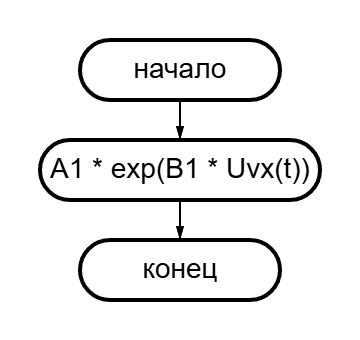 начало
A1 * exp(B1 * Uvx(t))
конец